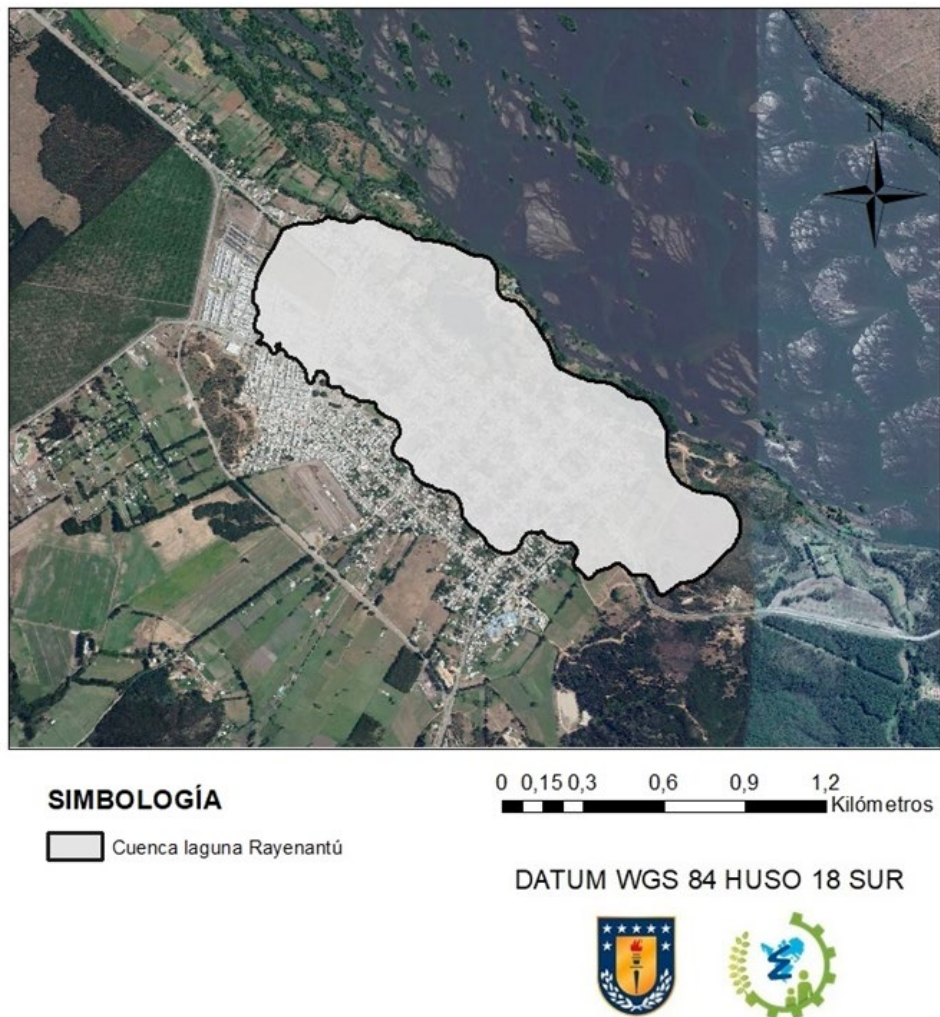 N
SIMBOLOGÍA
Cuenca laguna Rayenantú
0 0,15 0,3 0,6 0,9 1,2
Kilómetros
DATUM WGS 84 HUSO 18 SUR